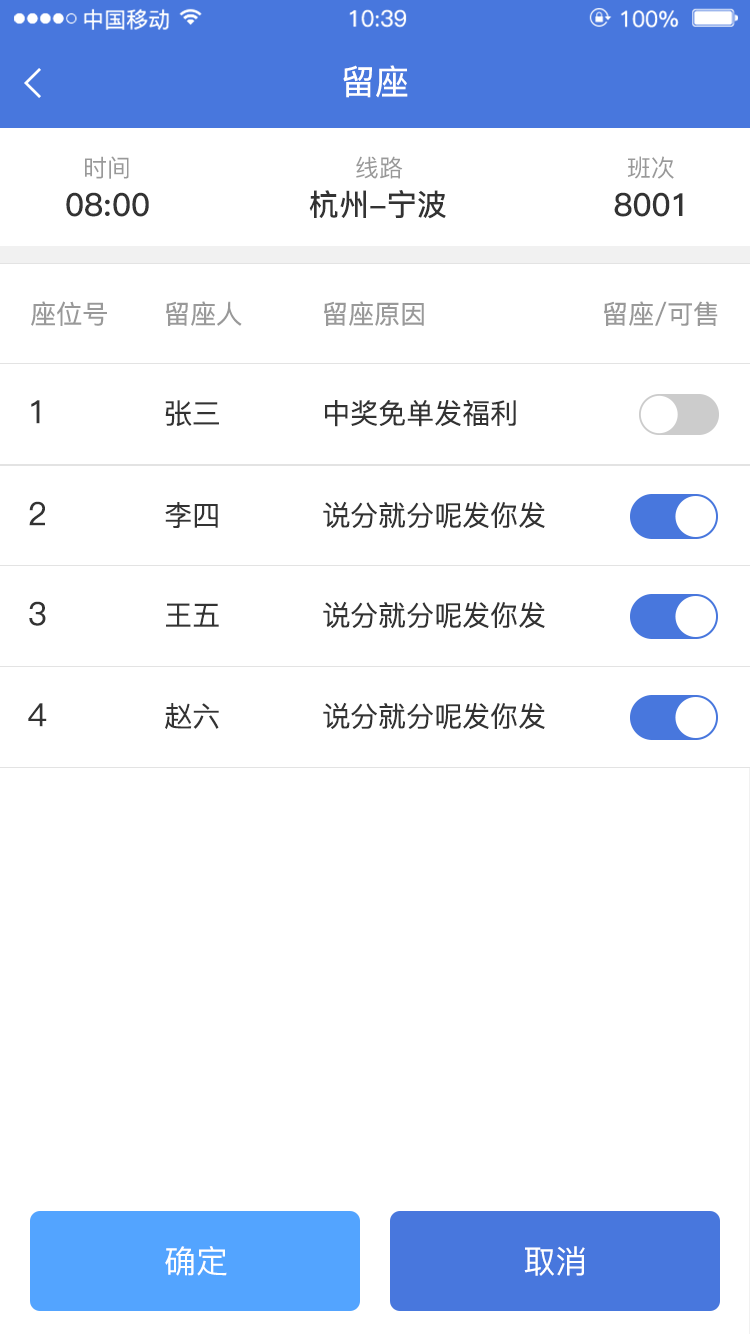 中国移动 10:39 100%
留座
时间 线路 班次
08:00 杭州–宁波 8001
座位号 留座人 留座原因 留座/可售
1 张三 中奖免单发福利
2 李四 说分就分呢发你发
3 王五 说分就分呢发你发
4 赵六 说分就分呢发你发
确定 取消